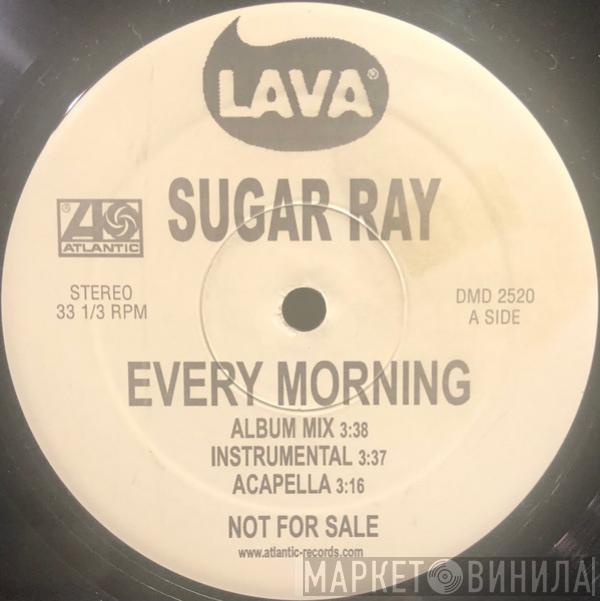 LAVA®
SUGAR RAY
®
ATLANTIC
STEREO
33 1/3 RPM
DMD 2520
A SIDE
EVERY MORNING
ALBUM MIX 3:38
INSTRUMENTAL 3:37
ACAPELLA 3:16
NOT FOR SALE
www.atlantic-records.com
МАРКЕТ ВИНИЛА